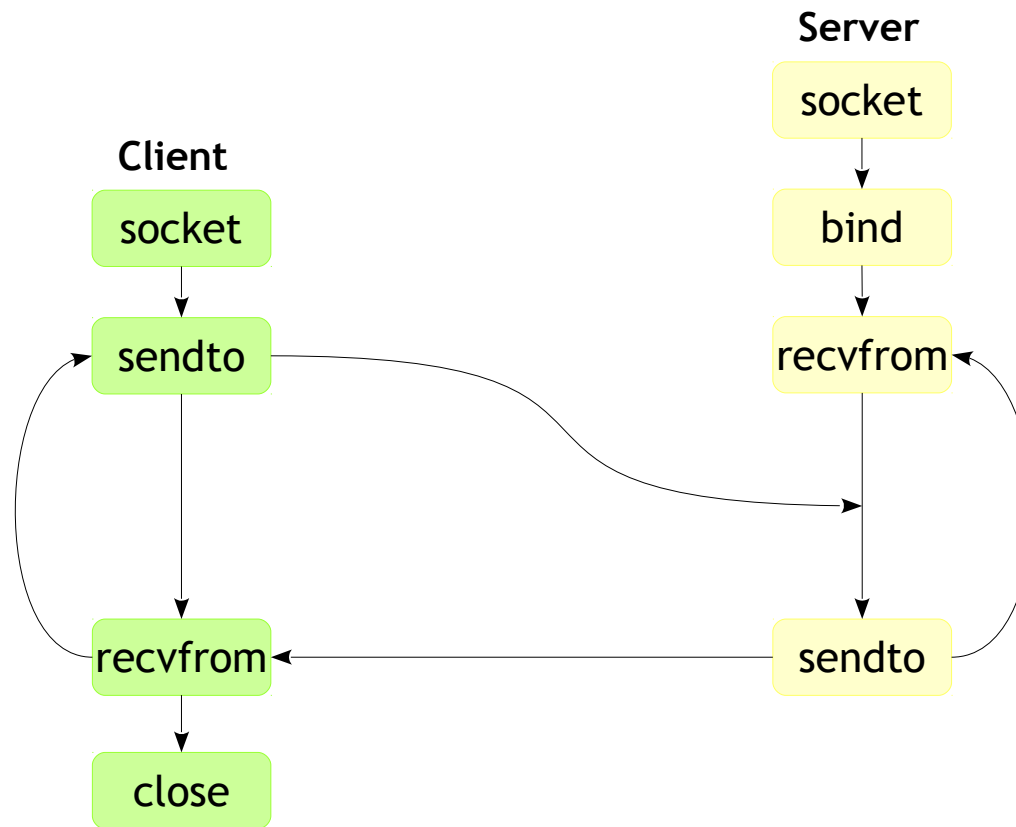 Server
socket
bind
recvfrom
sendto
Client
socket
sendto
recvfrom
close